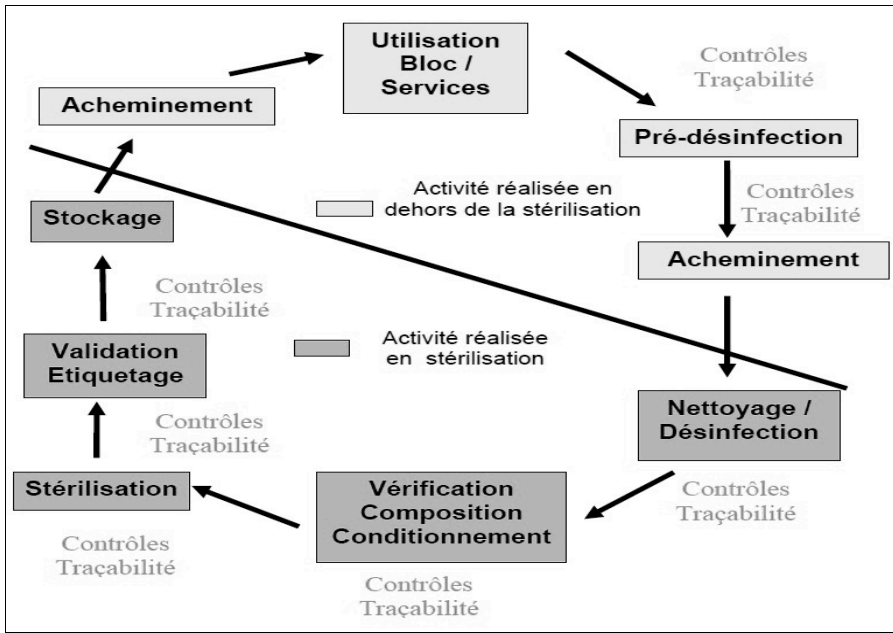 Utilisation
Bloc /
Services
Contrôles
Traçabilité
Acheminement
Pré-désinfection
Activité réalisée en
dehors de la stérilisation
Contrôles
Traçabilité
Stockage
Acheminement
Contrôles
Traçabilité
Validation
Etiquetage
Activité réalisée
en stérilisation
Nettoyage /
Désinfection
Contrôles
Traçabilité
Stérilisation
Vérification
Composition
Conditionnement
Contrôles
Traçabilité
Contrôles
Traçabilité
Contrôles
Traçabilité